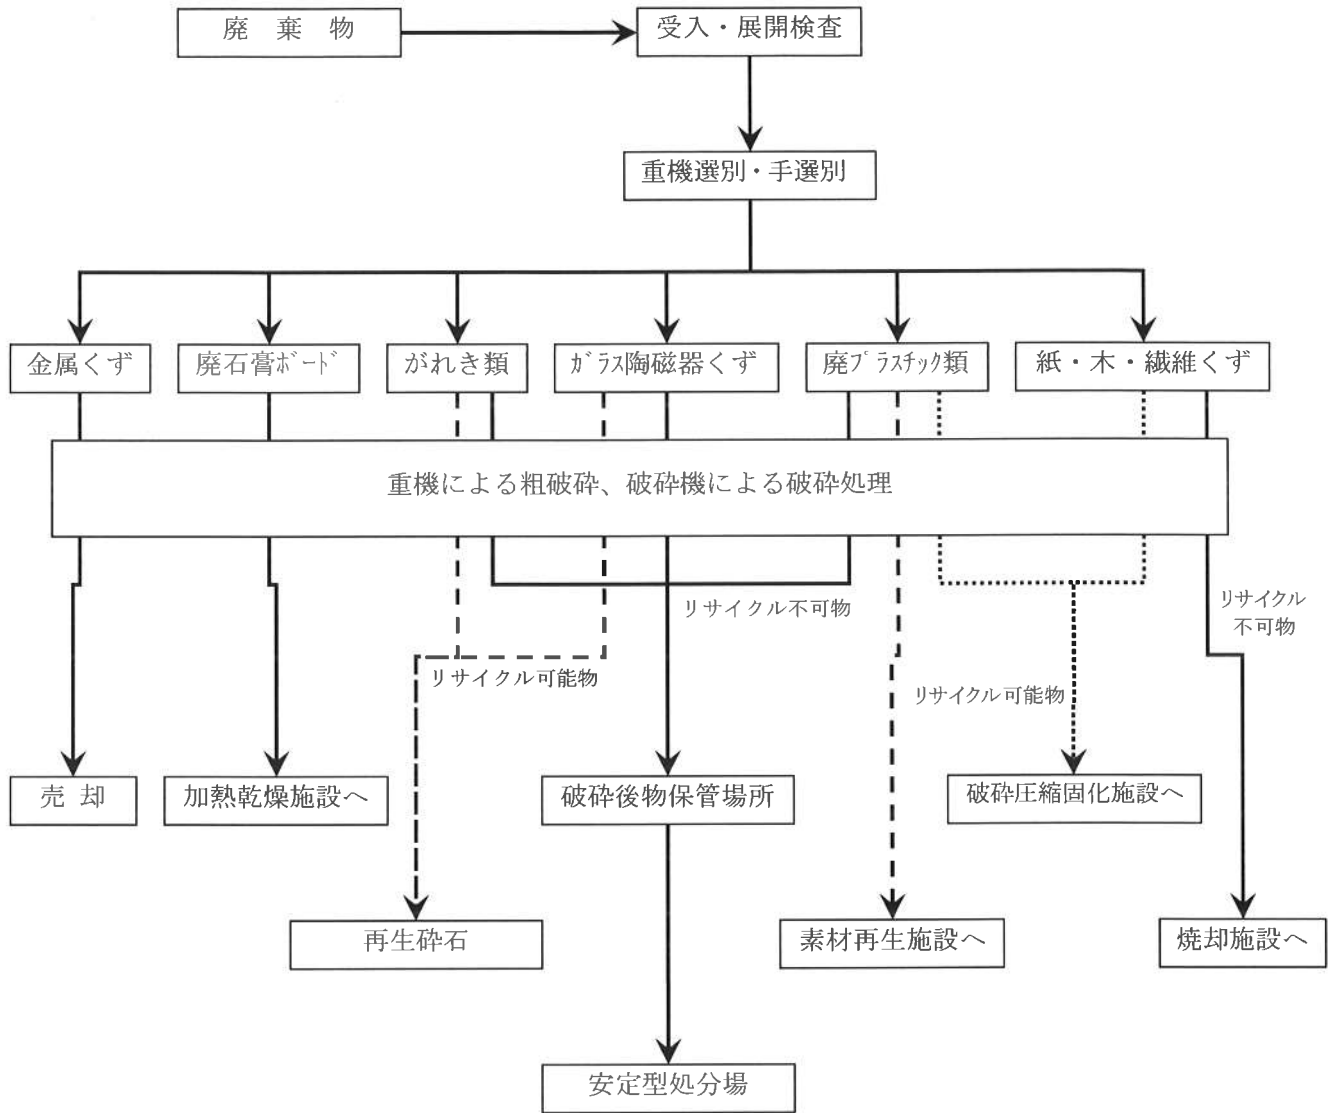 廃 棄 物
受入・展開検査
重機選別・手選別
金属くず
廃石膏ﾎﾞｰﾄﾞ
がれき類
ｶﾞﾗｽ陶磁器くず
廃ﾌﾟﾗｽﾁｯｸ類
紙・木・繊維くず
重機による粗破砕、破砕機による破砕処理
リサイクル不可物
リサイクル
不可物
リサイクル可能物
リサイクル可能物
売 却
加熱乾燥施設へ
破砕後物保管場所
破砕圧縮固化施設へ
再生砕石
素材再生施設へ
焼却施設へ
安定型処分場